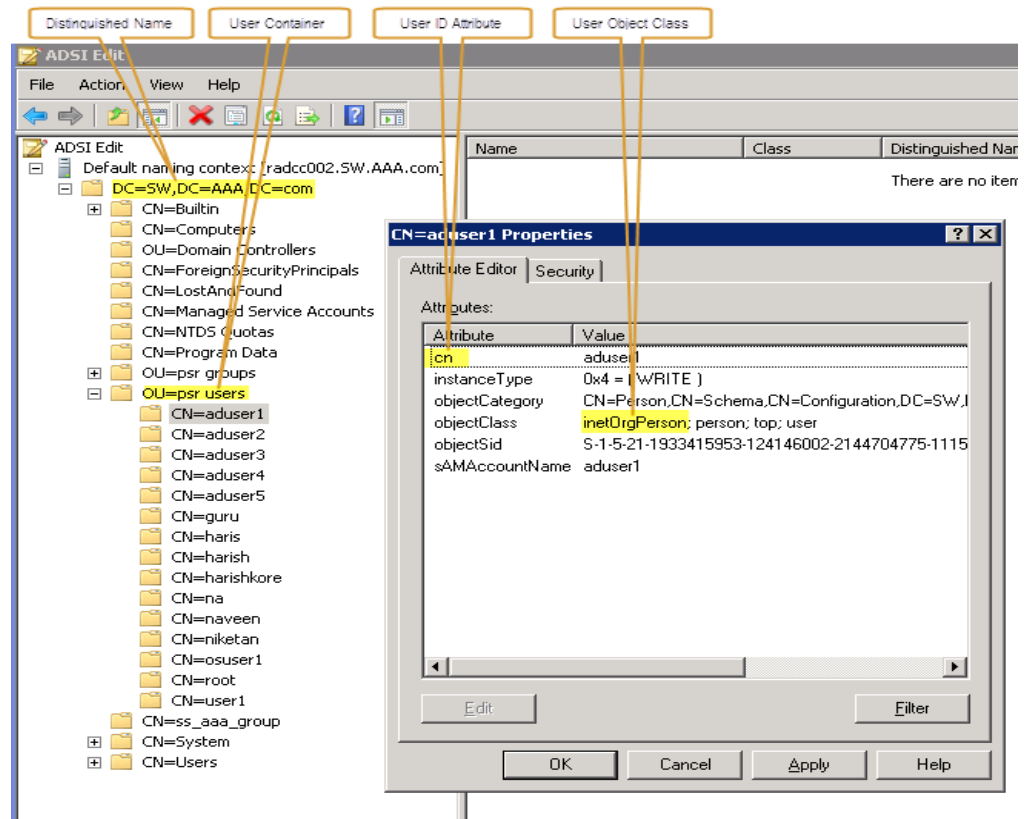 Distinquished Name
User Container
User ID Attribute
User Object Class
ADSI Edit
File Action View Help
ADSI Edit
Default naming context [radcc002.SW.AAA.com]
DC=SW,DC=AAA,DC=com
CN=Builtin
CN=Computers
OU=Domain Controllers
CN=ForeignSecurityPrincipals
CN=LostAndFound
CN=Managed Service Accounts
CN=NTDS Quotas
CN=Program Data
OU=psr groups
OU=psr users
CN=aduser1
CN=aduser2
CN=aduser3
CN=aduser4
CN=aduser5
CN=guru
CN=haris
CN=harish
CN=harishkore
CN=na
CN=naveen
CN=niketan
CN=osuser1
CN=root
CN=user1
CN=ss_aaa_group
CN=System
CN=Users
Name Class Distinguished Nar
There are no item
CN=aduser1 Properties
Attribute Editor Security
Attributes:
Attribute Value
cn aduser1
instanceType 0x4 = ( WRITE )
objectCategory CN=Person,CN=Schema,CN=Configuration,DC=SW,
objectClass inetOrgPerson; person; top; user
objectSid S-1-5-21-1933415953-124146002-2144704775-1115
sAMAccountName aduser1
Edit Filter
OK Cancel Apply Help